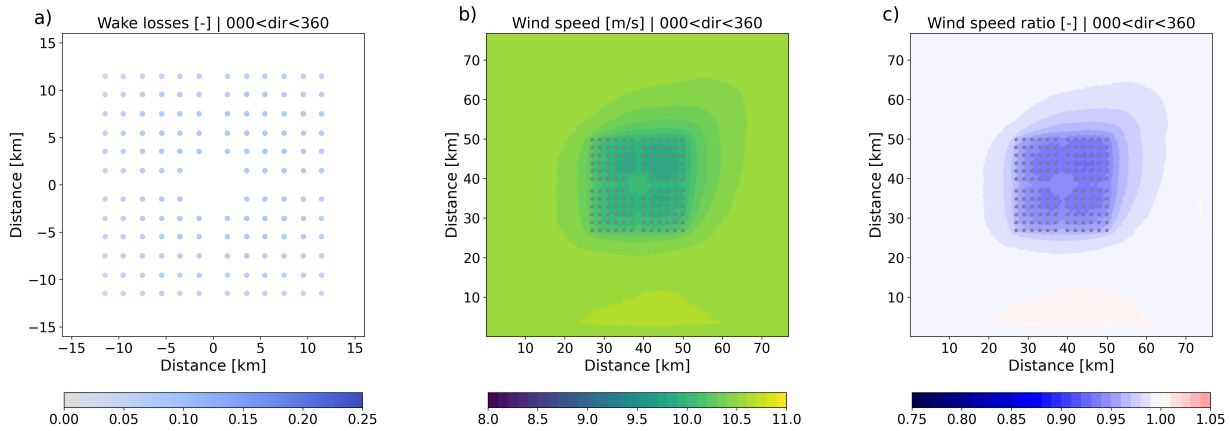 a)
Wake losses [-] | 000<dir<360
15
10
5
0
−5
−10
−15
Distance [km]
−15 −10 −5 0 5 10 15
Distance [km]
0.00 0.05 0.10 0.15 0.20 0.25
b)
Wind speed [m/s] | 000<dir<360
70
60
50
40
30
20
10
Distance [km]
10 20 30 40 50 60 70
Distance [km]
8.0 8.5 9.0 9.5 10.0 10.5 11.0
c)
Wind speed ratio [-] | 000<dir<360
70
60
50
40
30
20
10
Distance [km]
10 20 30 40 50 60 70
Distance [km]
0.75 0.80 0.85 0.90 0.95 1.00 1.05